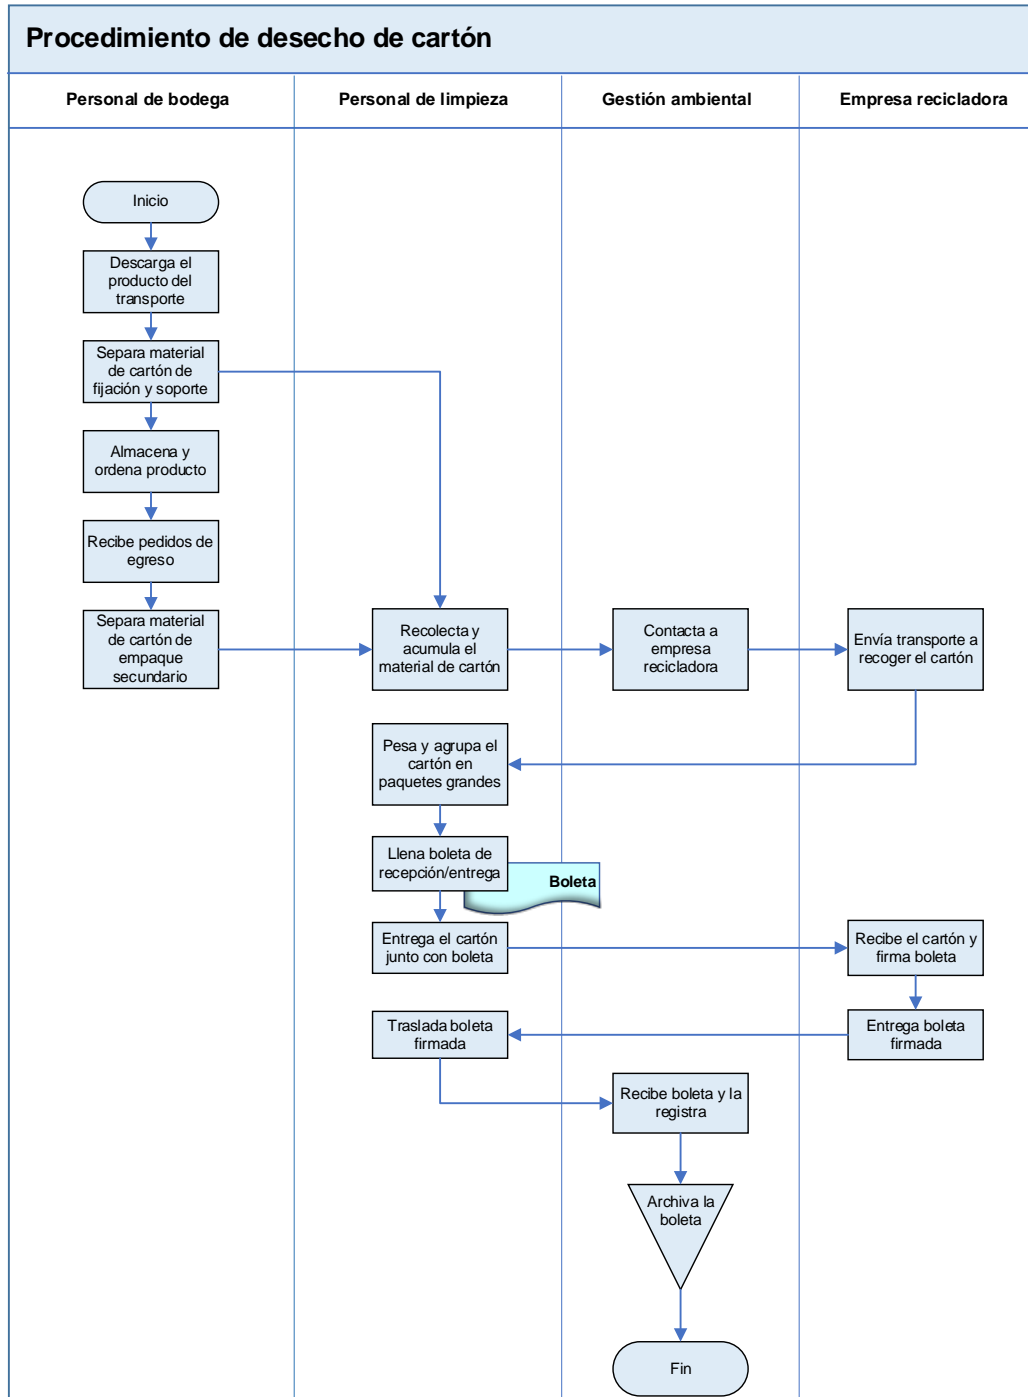 Procedimiento de desecho de cartón
Personal de bodega
Personal de limpieza
Gestión ambiental
Empresa recicladora
Inicio
Descarga el
producto del
transporte
Separa material
de cartón de
fijación y soporte
Almacena y
ordena producto
Recibe pedidos de
egreso
Separa material
de cartón de
empaque
secundario
Recolecta y
acumula el
material de cartón
Contacta a
empresa
recicladora
Envía transporte a
recoger el cartón
Pesa y agrupa el
cartón en
paquetes grandes
Llena boleta de
recepción/entrega
Boleta
Entrega el cartón
junto con boleta
Recibe el cartón y
firma boleta
Entrega boleta
firmada
Traslada boleta
firmada
Recibe boleta y la
registra
Archiva la
boleta
Fin